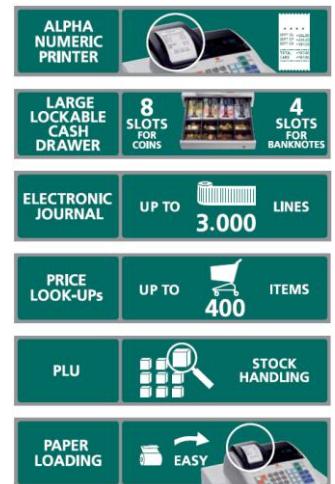 ALPHA
NUMERIC
PRINTER
LARGE
LOCKABLE
CASH
DRAWER
8
SLOTS
FOR
COINS
4
SLOTS
FOR
BANKNOTES
ELECTRONIC
JOURNAL
UP TO
3.000
LINES
PRICE
LOOK-UPs
UP TO
400
ITEMS
PLU
STOCK
HANDLING
PAPER
LOADING
EASY